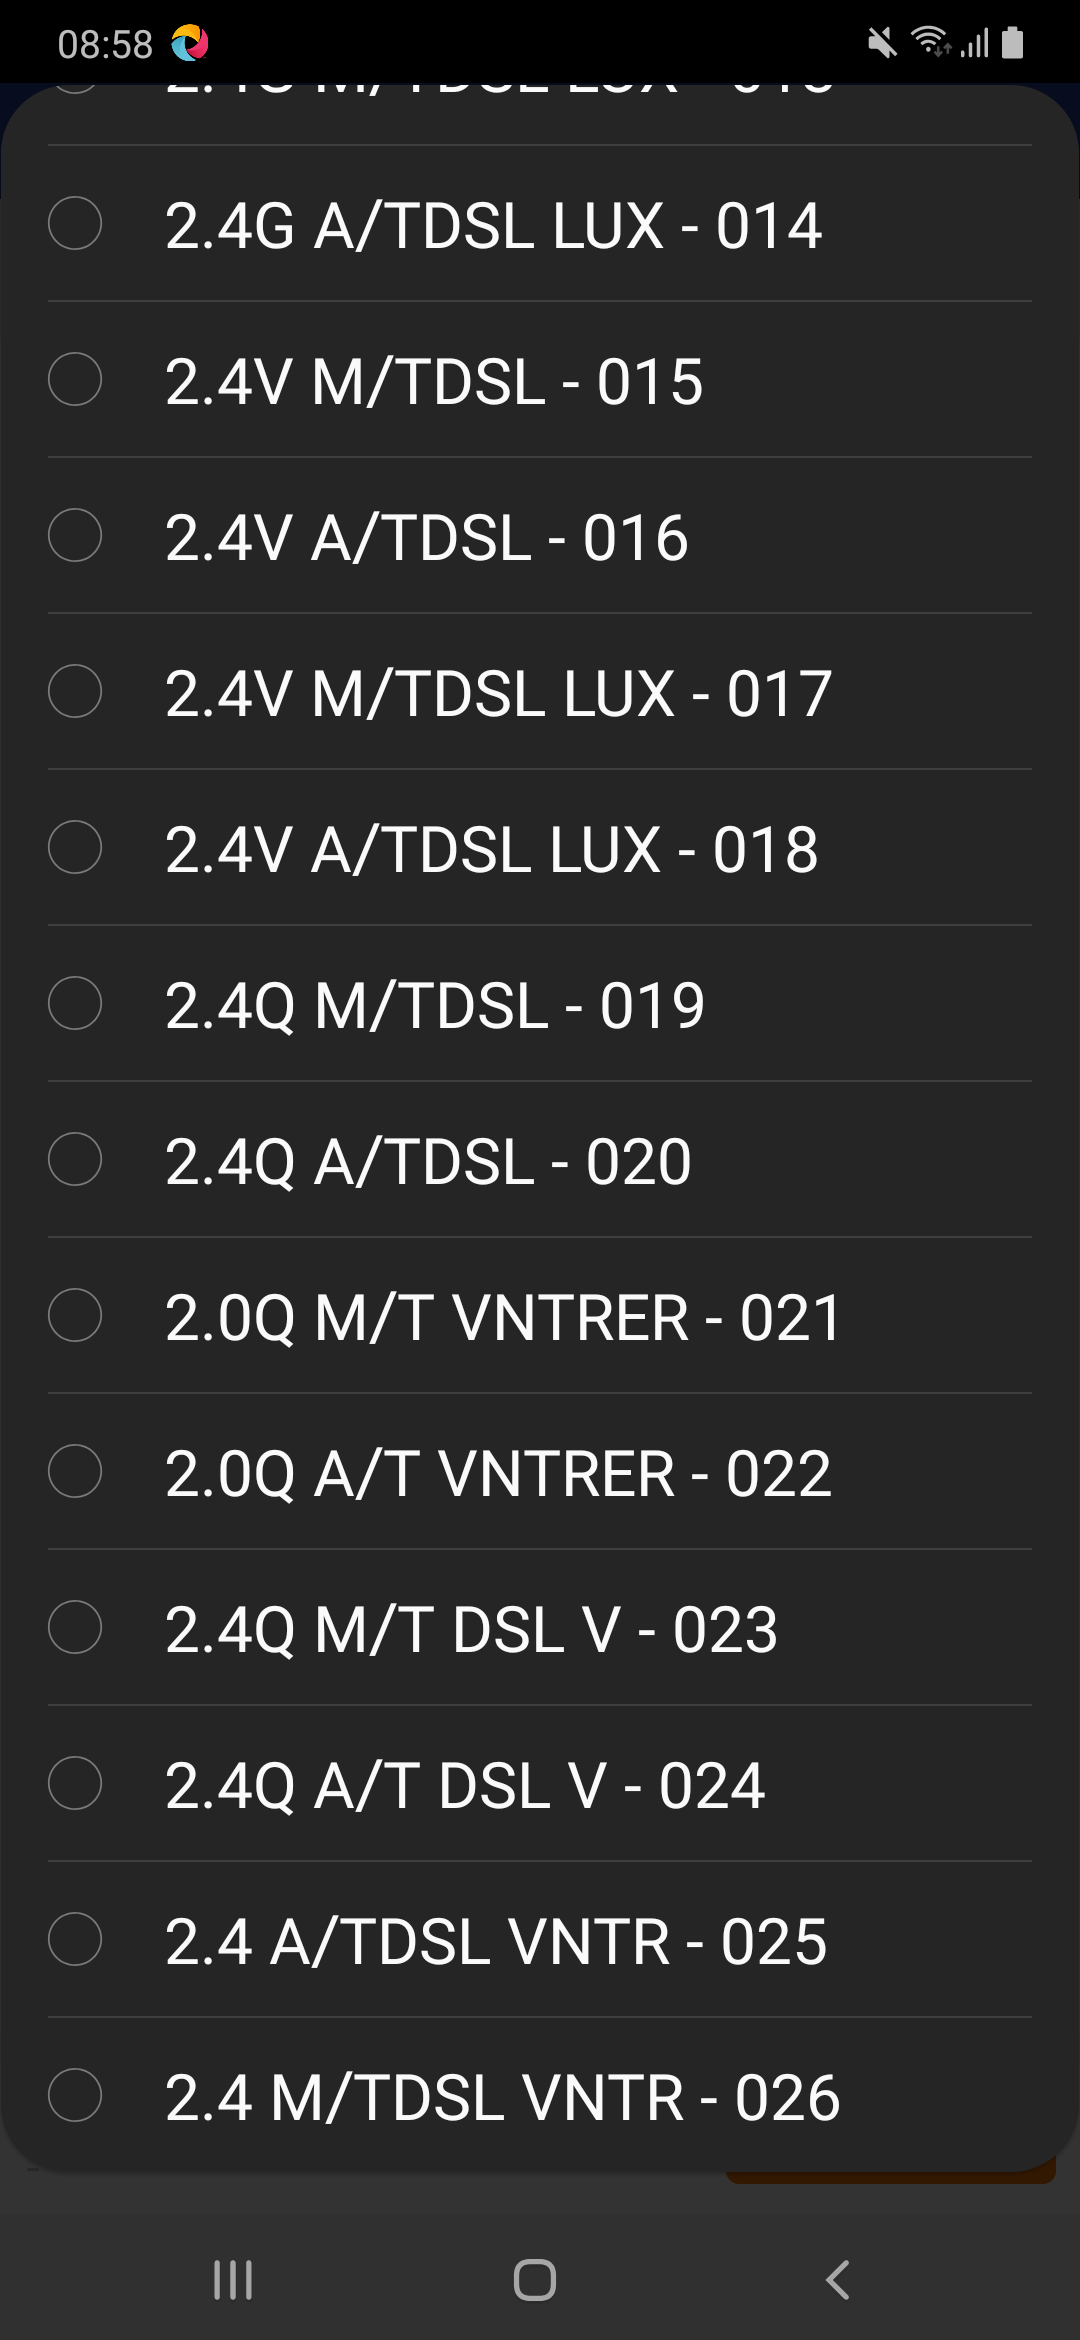 08:58
2.4G A/TDSL LUX - 014
2.4V M/TDSL - 015
2.4V A/TDSL - 016
2.4V M/TDSL LUX - 017
2.4V A/TDSL LUX - 018
2.4Q M/TDSL - 019
2.4Q A/TDSL - 020
2.0Q M/T VNTRER - 021
2.0Q A/T VNTRER - 022
2.4Q M/T DSL V - 023
2.4Q A/T DSL V - 024
2.4 A/TDSL VNTR - 025
2.4 M/TDSL VNTR - 026